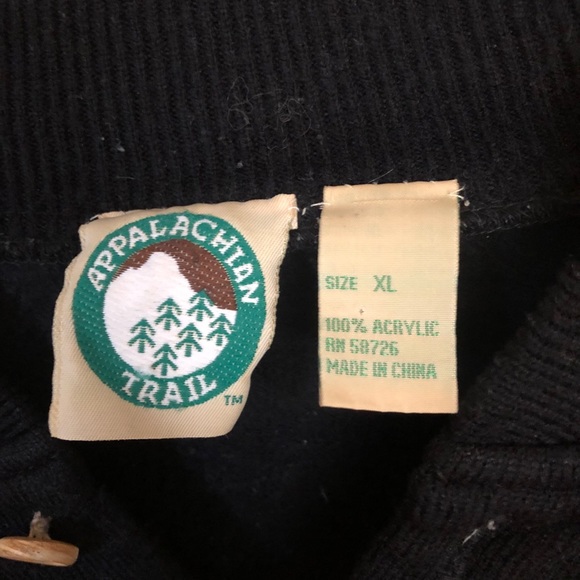 APPALACHIAN
TRAIL
TM
SIZE XL
100% ACRYLIC
RN 58726
MADE IN CHINA